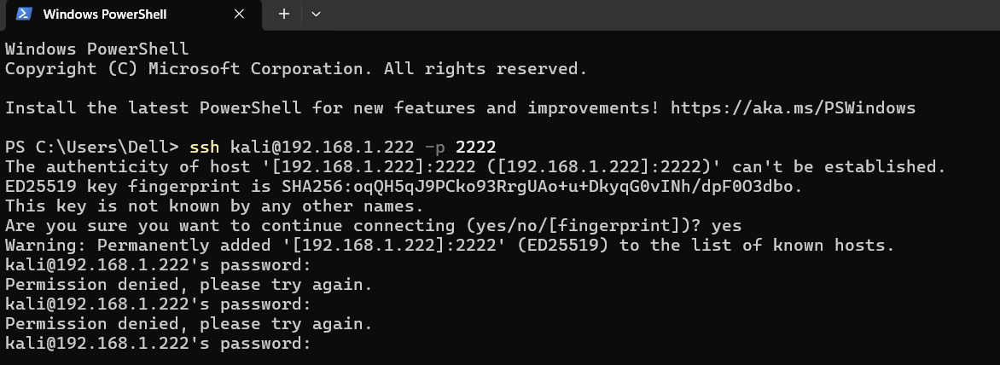 Windows PowerShell
Windows PowerShell
Copyright (C) Microsoft Corporation. All rights reserved.
Install the latest PowerShell for new features and improvements! https://aka.ms/PSWindows
PS C:\Users\Dell> ssh kali@192.168.1.222 -p 2222
The authenticity of host '[192.168.1.222]:2222 ([192.168.1.222]:2222)' can't be established.
ED25519 key fingerprint is SHA256:oqQH5qJ9PCko93RrgUAo+u+DkyqG0vINh/dpF0O3dbo.
This key is not known by any other names.
Are you sure you want to continue connecting (yes/no/[fingerprint])? yes
Warning: Permanently added '[192.168.1.222]:2222' (ED25519) to the list of known hosts.
kali@192.168.1.222's password:
Permission denied, please try again.
kali@192.168.1.222's password:
Permission denied, please try again.
kali@192.168.1.222's password: